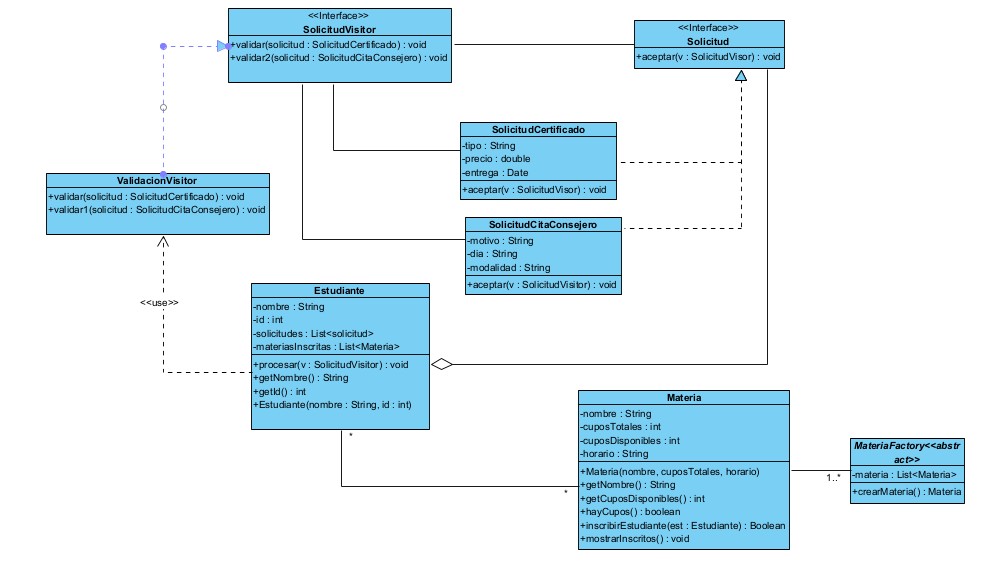 <<Interface>>
SolicitudVisitor
+validar(solicitud : SolicitudCertificado) : void
+validar2(solicitud : SolicitudCitaConsejero) : void
<<Interface>>
Solicitud
+aceptar(v : SolicitudVisor) : void
SolicitudCertificado
-tipo : String
-precio : double
-entrega : Date
+aceptar(v : SolicitudVisor) : void
ValidacionVisitor
+validar(solicitud : SolicitudCertificado) : void
+validar1(solicitud : SolicitudCitaConsejero) : void
SolicitudCitaConsejero
-motivo : String
-dia : String
-modalidad : String
+aceptar(v : SolicitudVisitor) : void
<<use>>
Estudiante
-nombre : String
-id : int
-solicitudes : List<solicitud>
-materiasInscritas : List<Materia>
+procesar(v : SolicitudVisitor) : void
+getNombre() : String
+getId() : int
+Estudiante(nombre : String, id : int)
*
*
Materia
-nombre : String
-cuposTotales : int
-cuposDisponibles : int
-horario : String
+Materia(nombre, cuposTotales, horario)
+getNombre() : String
+getCuposDisponibles() : int
+hayCupos() : boolean
+inscribirEstudiante(est : Estudiante) : Boolean
+mostrarInscritos() : void
1..*
MateriaFactory<<abstr
act>>
-materia : List<Materia>
+crearMateria() : Materia